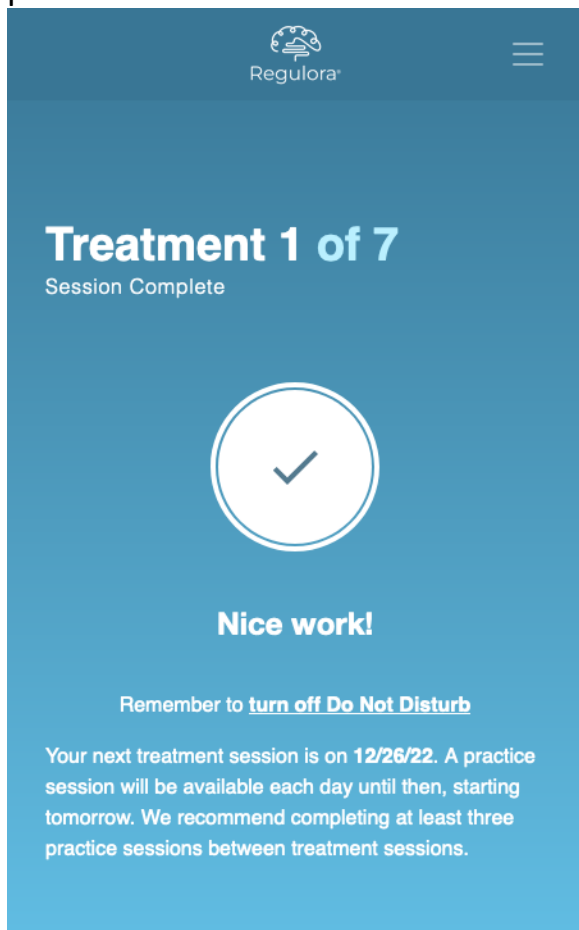 Regulora®
Treatment 1 of 7
Session Complete
Nice work!
Remember to turn off Do Not Disturb
Your next treatment session is on 12/26/22. A practice
session will be available each day until then, starting
tomorrow. We recommend completing at least three
practice sessions between treatment sessions.